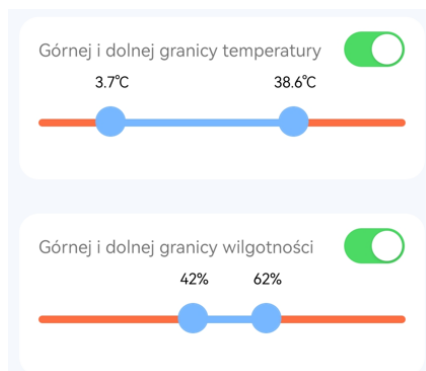 Górnej i dolnej granicy temperatury
3.7℃ 38.6℃
Górnej i dolnej granicy wilgotności
42% 62%